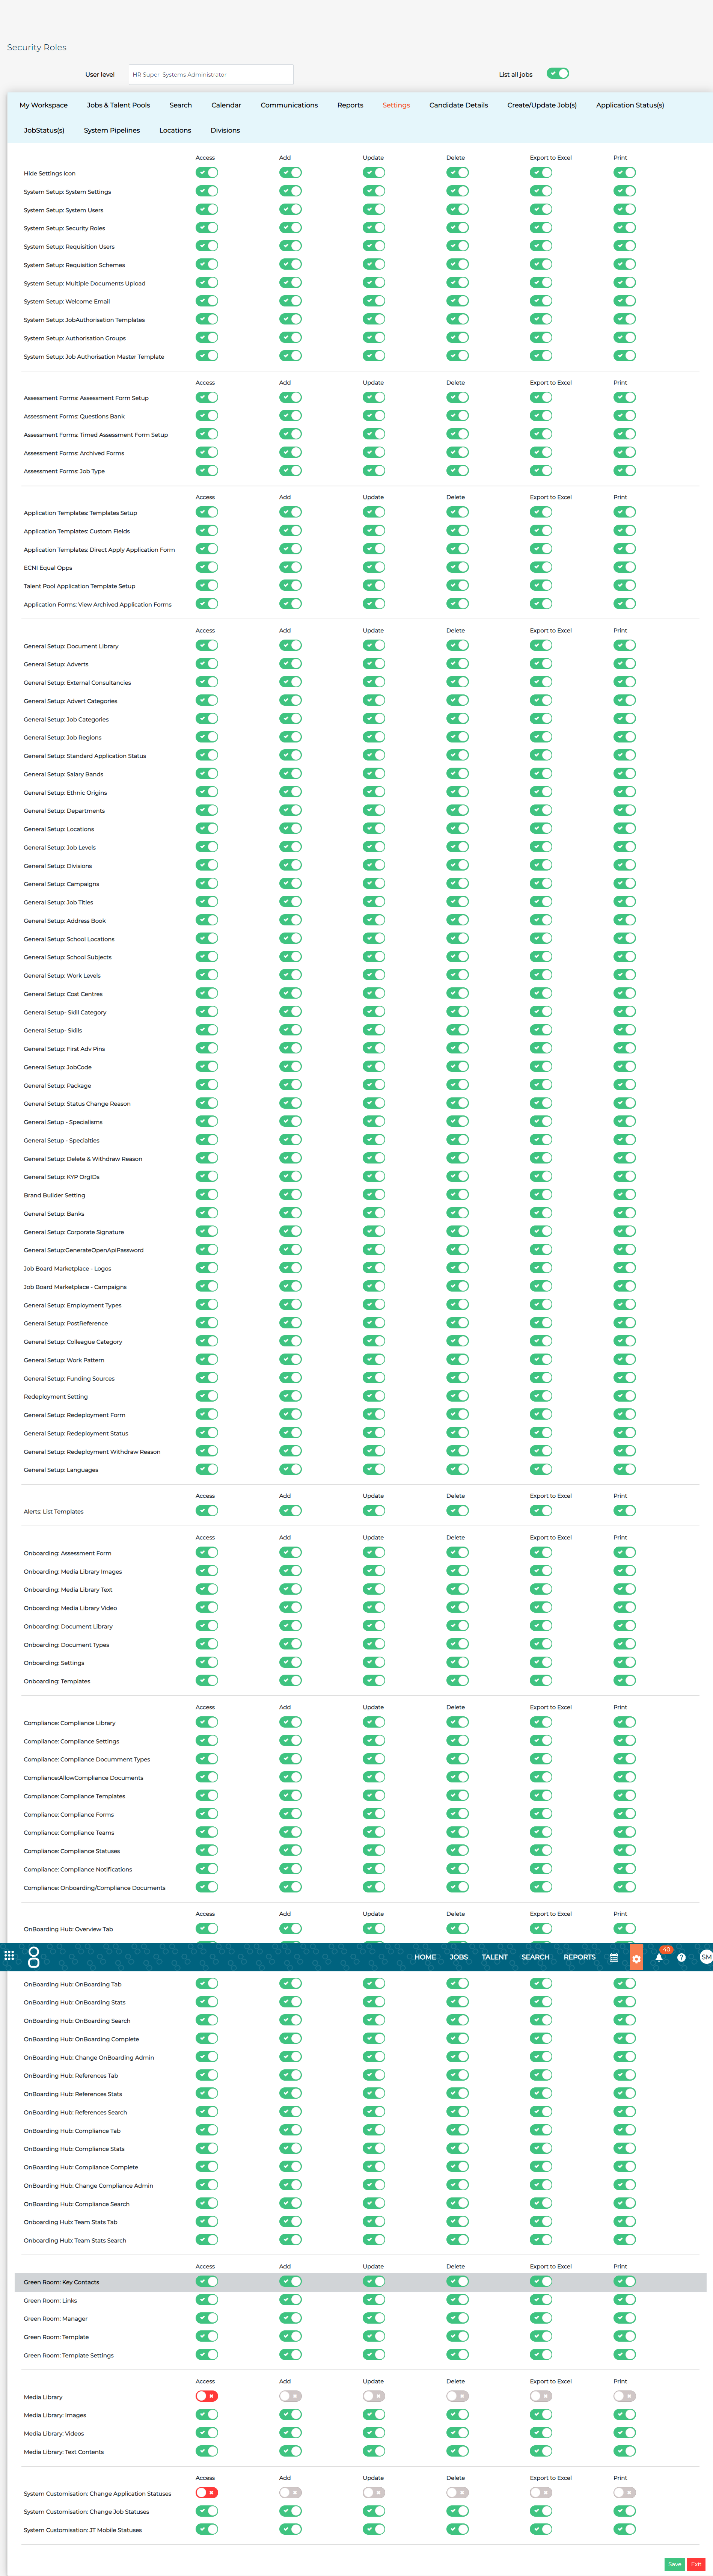 Security Roles
User level HR Super Systems Administrator List all jobs
My Workspace Jobs & Talent Pools Search Calendar Communications Reports Settings Candidate Details Create/Update Job(s) Application Status(s)
JobStatus(s) System Pipelines Locations Divisions
Access Add Update Delete Export to Excel Print
Hide Settings Icon
System Setup: System Settings
System Setup: System Users
System Setup: Security Roles
System Setup: Requisition Users
System Setup: Requisition Schemes
System Setup: Multiple Documents Upload
System Setup: Welcome Email
System Setup: JobAuthorisation Templates
System Setup: Authorisation Groups
System Setup: Job Authorisation Master Template
Access Add Update Delete Export to Excel Print
Assessment Forms: Assessment Form Setup
Assessment Forms: Questions Bank
Assessment Forms: Timed Assessment Form Setup
Assessment Forms: Archived Forms
Assessment Forms: Job Type
Access Add Update Delete Export to Excel Print
Application Templates: Templates Setup
Application Templates: Custom Fields
Application Templates: Direct Apply Application Form
ECNI Equal Opps
Talent Pool Application Template Setup
Application Forms: View Archived Application Forms
Access Add Update Delete Export to Excel Print
General Setup: Document Library
General Setup: Adverts
General Setup: External Consultancies
General Setup: Advert Categories
General Setup: Job Categories
General Setup: Job Regions
General Setup: Standard Application Status
General Setup: Salary Bands
General Setup: Ethnic Origins
General Setup: Departments
General Setup: Locations
General Setup: Job Levels
General Setup: Divisions
General Setup: Campaigns
General Setup: Job Titles
General Setup: Address Book
General Setup: School Locations
General Setup: School Subjects
General Setup: Work Levels
General Setup: Cost Centres
General Setup- Skill Category
General Setup- Skills
General Setup: First Adv Pins
General Setup: JobCode
General Setup: Package
General Setup: Status Change Reason
General Setup - Specialisms
General Setup - Specialties
General Setup: Delete & Withdraw Reason
General Setup: KYP OrgIDs
Brand Builder Setting
General Setup: Banks
General Setup: Corporate Signature
General Setup:GenerateOpenApiPassword
Job Board Marketplace - Logos
Job Board Marketplace - Campaigns
General Setup: Employment Types
General Setup: PostReference
General Setup: Colleague Category
General Setup: Work Pattern
General Setup: Funding Sources
Redeployment Setting
General Setup: Redeployment Form
General Setup: Redeployment Status
General Setup: Redeployment Withdraw Reason
General Setup: Languages
Access Add Update Delete Export to Excel Print
Alerts: List Templates
Access Add Update Delete Export to Excel Print
Onboarding: Assessment Form
Onboarding: Media Library Images
Onboarding: Media Library Text
Onboarding: Media Library Video
Onboarding: Document Library
Onboarding: Document Types
Onboarding: Settings
Onboarding: Templates
Access Add Update Delete Export to Excel Print
Compliance: Compliance Library
Compliance: Compliance Settings
Compliance: Compliance Docummment Types
Compliance:AllowCompliance Documents
Compliance: Compliance Templates
Compliance: Compliance Forms
Compliance: Compliance Teams
Compliance: Compliance Statuses
Compliance: Compliance Notifications
Compliance: Onboarding/Compliance Documents
Access Add Update Delete Export to Excel Print
OnBoarding Hub: Overview Tab
HOME JOBS TALENT SEARCH REPORTS 40 SM
OnBoarding Hub: OnBoarding Tab
OnBoarding Hub: OnBoarding Stats
OnBoarding Hub: OnBoarding Search
OnBoarding Hub: OnBoarding Complete
OnBoarding Hub: Change OnBoarding Admin
OnBoarding Hub: References Tab
OnBoarding Hub: References Stats
OnBoarding Hub: References Search
OnBoarding Hub: Compliance Tab
OnBoarding Hub: Compliance Stats
OnBoarding Hub: Compliance Complete
OnBoarding Hub: Change Compliance Admin
OnBoarding Hub: Compliance Search
Onboarding Hub: Team Stats Tab
Onboarding Hub: Team Stats Search
Access Add Update Delete Export to Excel Print
Green Room: Key Contacts
Green Room: Links
Green Room: Manager
Green Room: Template
Green Room: Template Settings
Access Add Update Delete Export to Excel Print
Media Library
Media Library: Images
Media Library: Videos
Media Library: Text Contents
Access Add Update Delete Export to Excel Print
System Customisation: Change Application Statuses
System Customisation: Change Job Statuses
System Customisation: JT Mobile Statuses
Save Exit